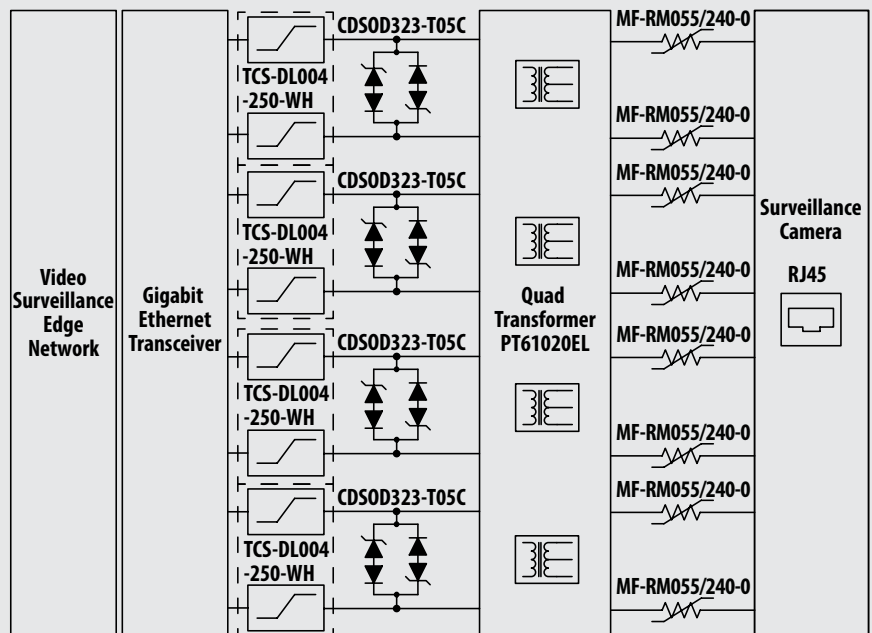 Video
Surveillance
Edge
Network
Gigabit
Ethernet
Transceiver
CDSOD323-T05C
TCS-DL004
-250-WH
CDSOD323-T05C
TCS-DL004
-250-WH
CDSOD323-T05C
TCS-DL004
-250-WH
CDSOD323-T05C
TCS-DL004
-250-WH
Quad
Transformer
PT61020EL
MF-RM055/240-0
MF-RM055/240-0
MF-RM055/240-0
MF-RM055/240-0
MF-RM055/240-0
MF-RM055/240-0
MF-RM055/240-0
MF-RM055/240-0
Surveillance
Camera
RJ45